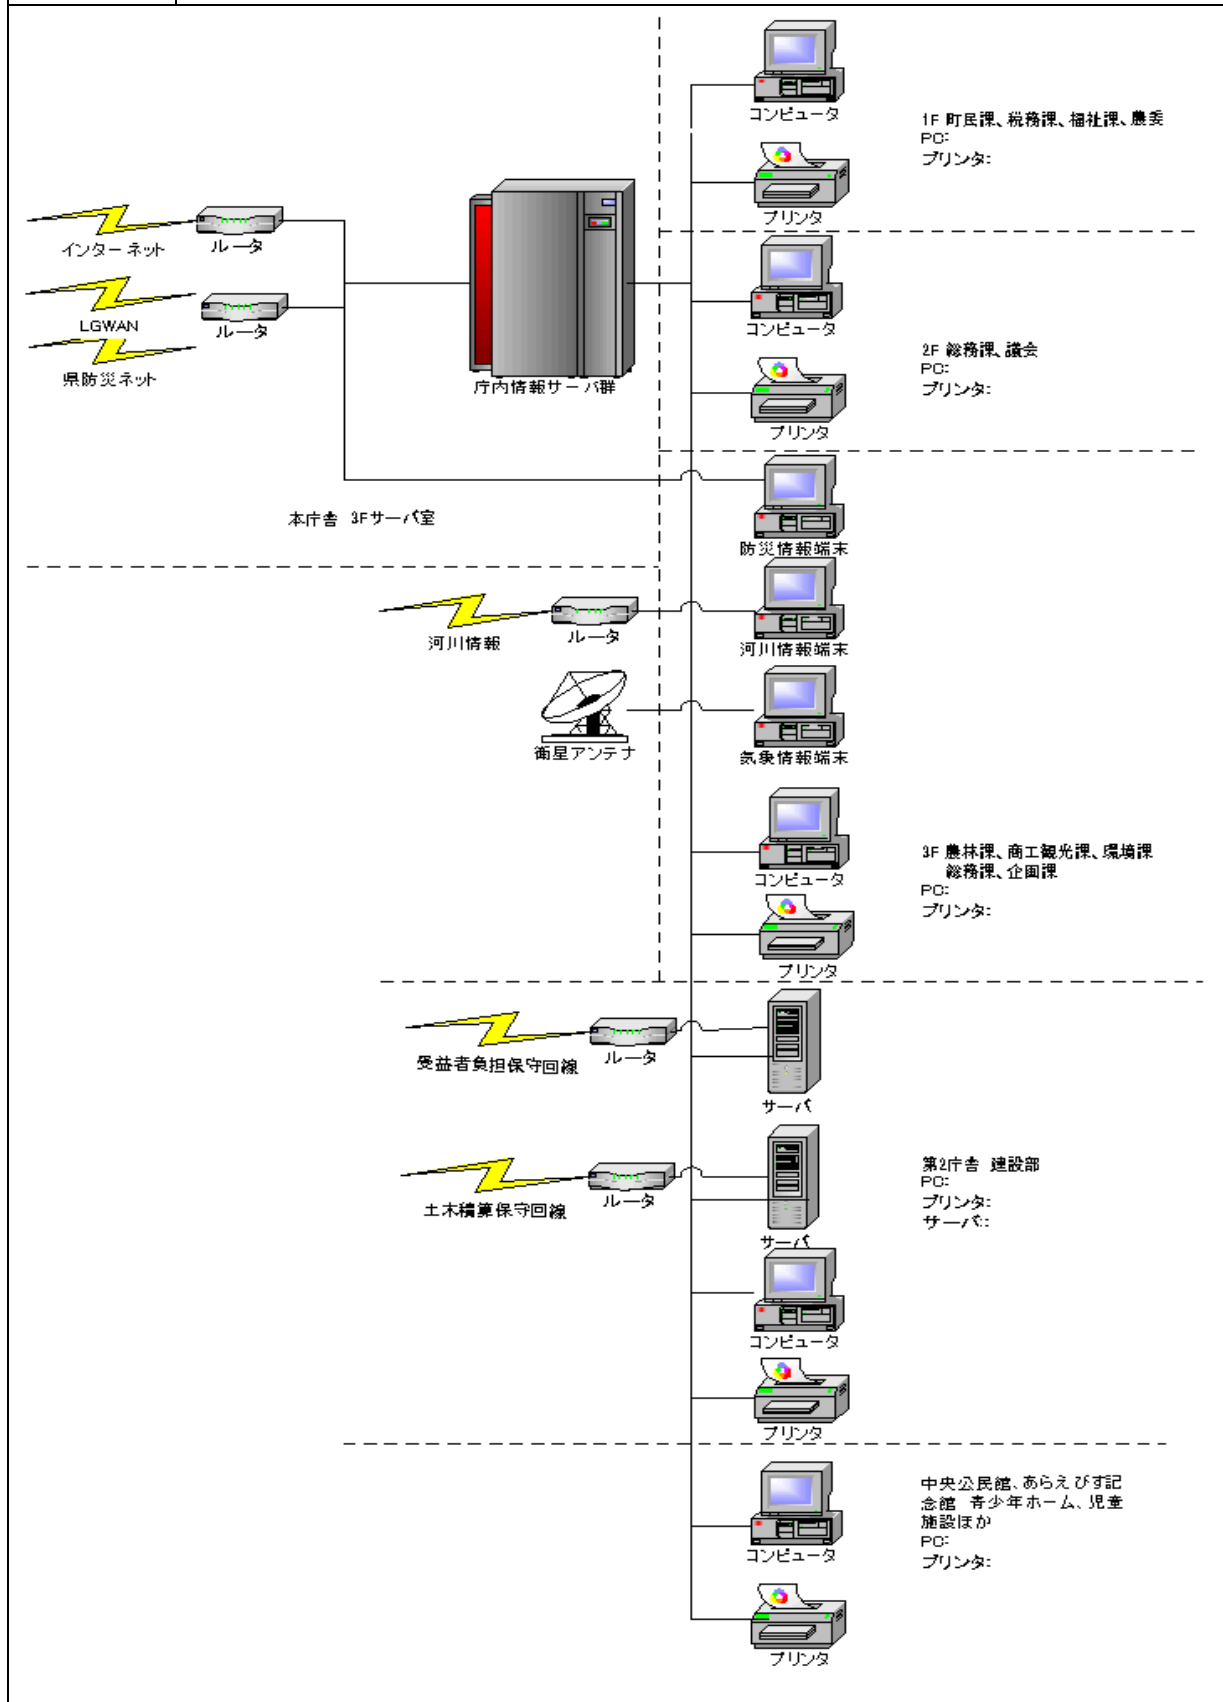 コンピュータ
1F 町民課、税務課、福祉課、農委
PC:
プリンタ:
プリンタ
インターネット
ルータ
LGWAN
ルータ
県防災ネット
庁内情報サーバ群
コンピュータ
2F 総務課、議会
PC:
プリンタ:
プリンタ
本庁舎 3Fサーバ室
防災情報端末
河川情報
ルータ
河川情報端末
衛星アンテナ
気象情報端末
コンピュータ
3F 農林課、商工観光課、環境課
総務課、企画課
PC:
プリンタ:
プリンタ
受益者負担保守回線
ルータ
サーバ
土木積算保守回線
ルータ
サーバ
第2庁舎 建設部
PC:
プリンタ:
サーバ::
コンピュータ
プリンタ
中央公民館、あらえびす記
念館 青少年ホーム、児童
施設ほか
PC:
プリンタ:
コンピュータ
プリンタ